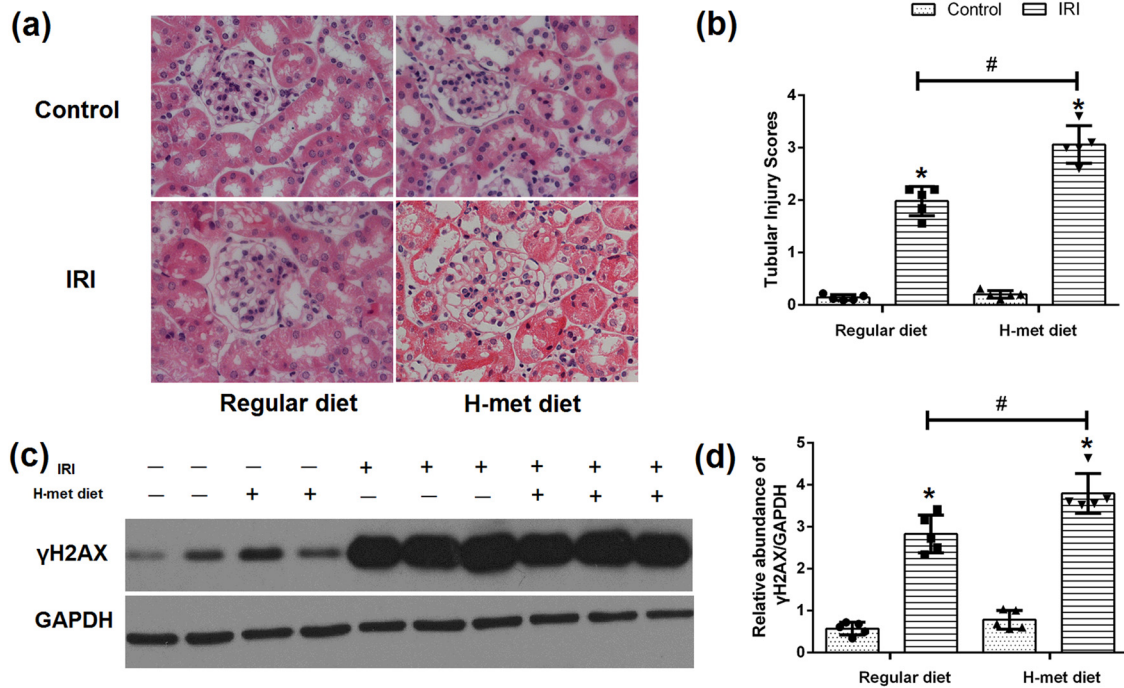 (a)
Control
IRI
Regular diet H-met diet
(b)
Control IRI
#
*
*
Tubular Injury Scores
4
3
2
1
0
Regular diet H-met diet
(c)
IRI — — — — + + + + + +
H-met diet — — + + — — — + + +
γH2AX
GAPDH
(d)
#
*
*
Relative abundance of
γH2AX/GAPDH
5
4
3
2
1
0
Regular diet H-met diet